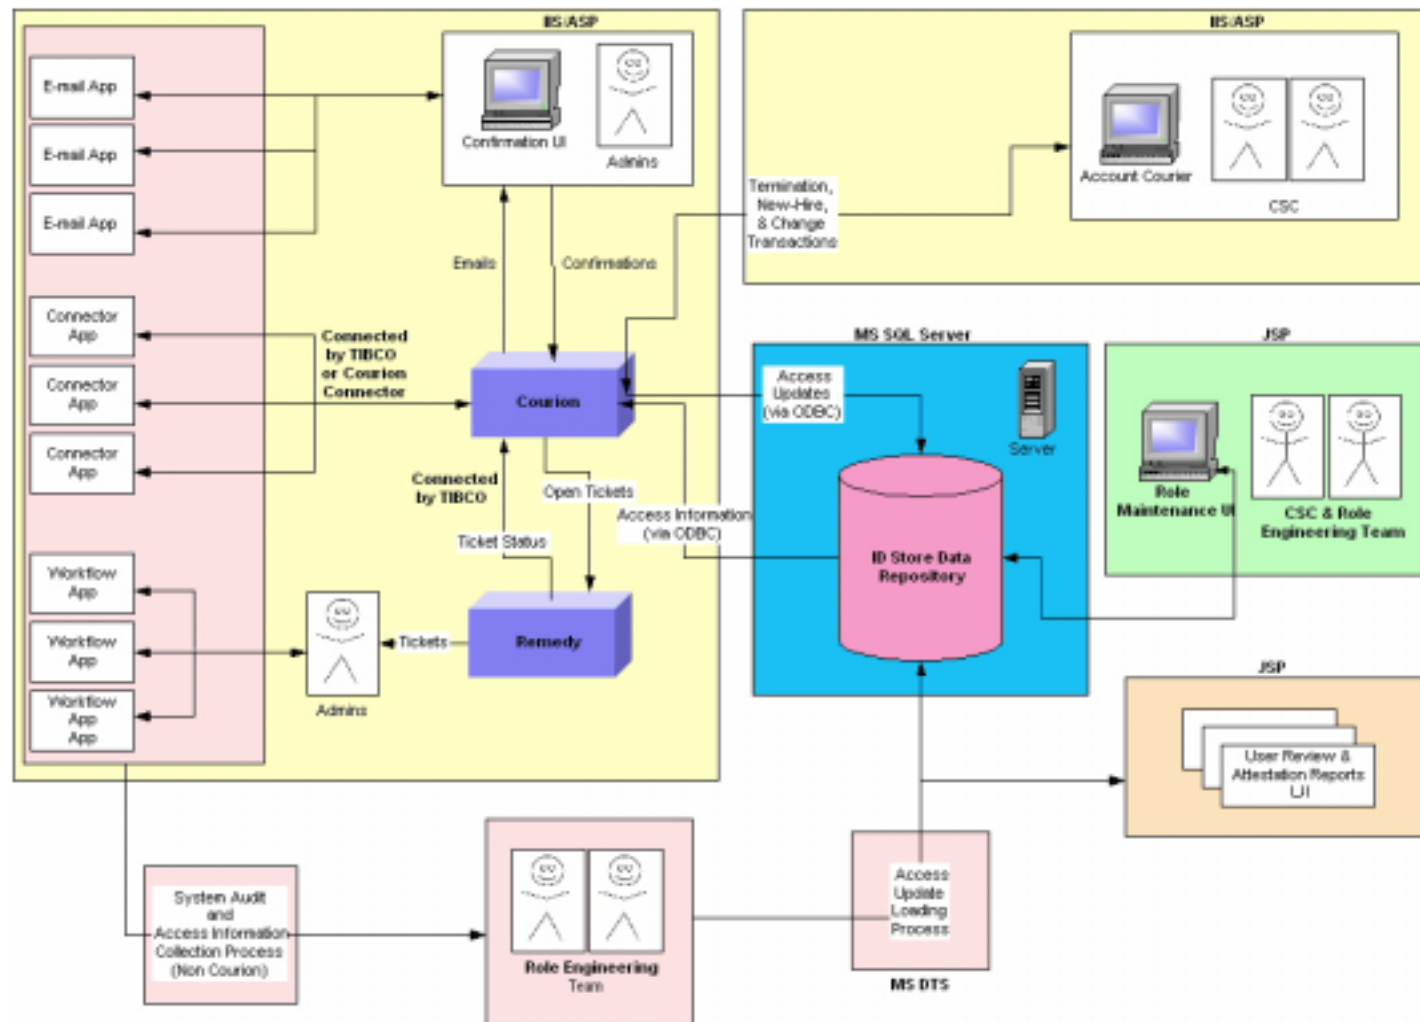 IIS/ASP
E-mail App
E-mail App
E-mail App
Confirmation UI
Admins
Emails
Confirmations
Connector
App
Connector
App
Connector
App
Connected
by TIBCO
or Courion
Connector
Courion
Connected
by TIBCO
Open Tickets
Ticket Status
Workflow
App
Workflow
App
Workflow
App
App
Admins
Tickets
Remedy
IIS/ASP
Account Courier
CSC
Termination,
New-Hire,
& Change
Transactions
MS SQL Server
Access
Updates
(via ODBC)
Server
Access Information
(via ODBC)
ID Store Data
Repository
JSP
Role
Maintenance UI
CSC & Role
Engineering Team
JSP
User Review &
Attestation Reports
UI
System Audit
and
Access Information
Collection Process
(Non Courion)
Role Engineering
Team
Access
Update
Loading
Process
MS DTS